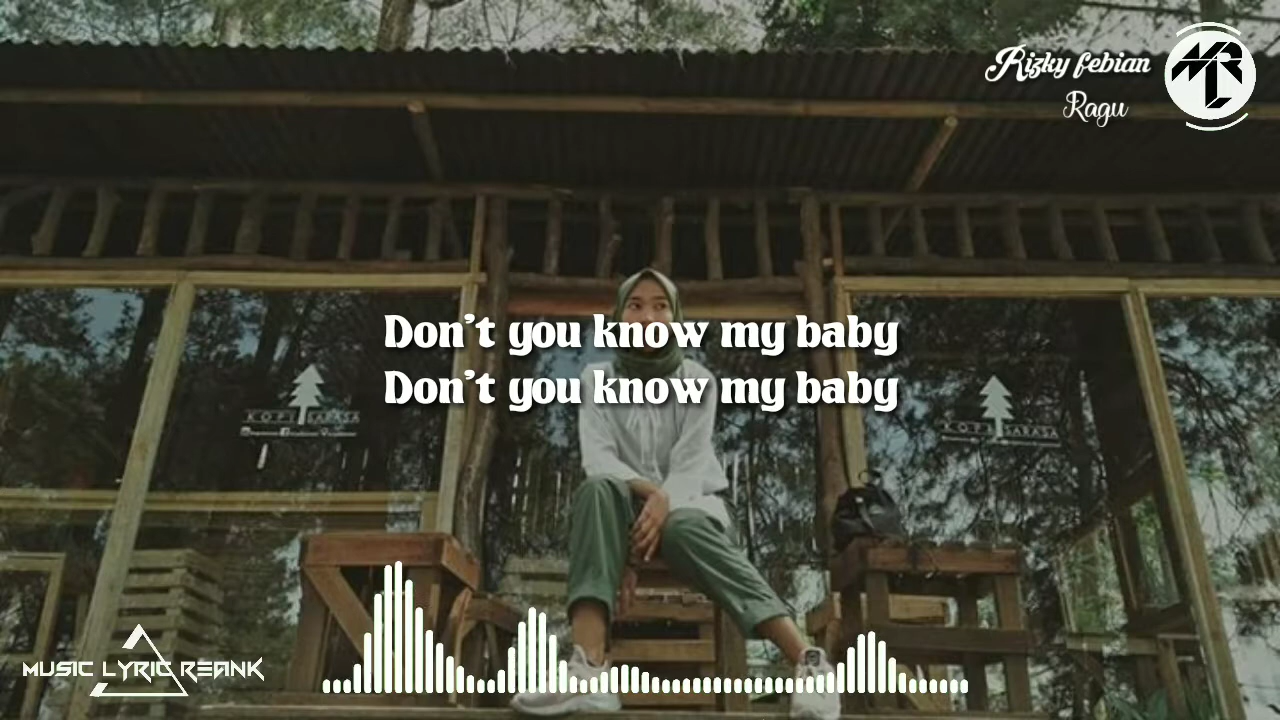 Rizky febian
Ragu
MRL
Don't you know my baby
Don't you know my baby
KOPI SARASA
KOPI SARASA
MUSIC LYRIC REANK